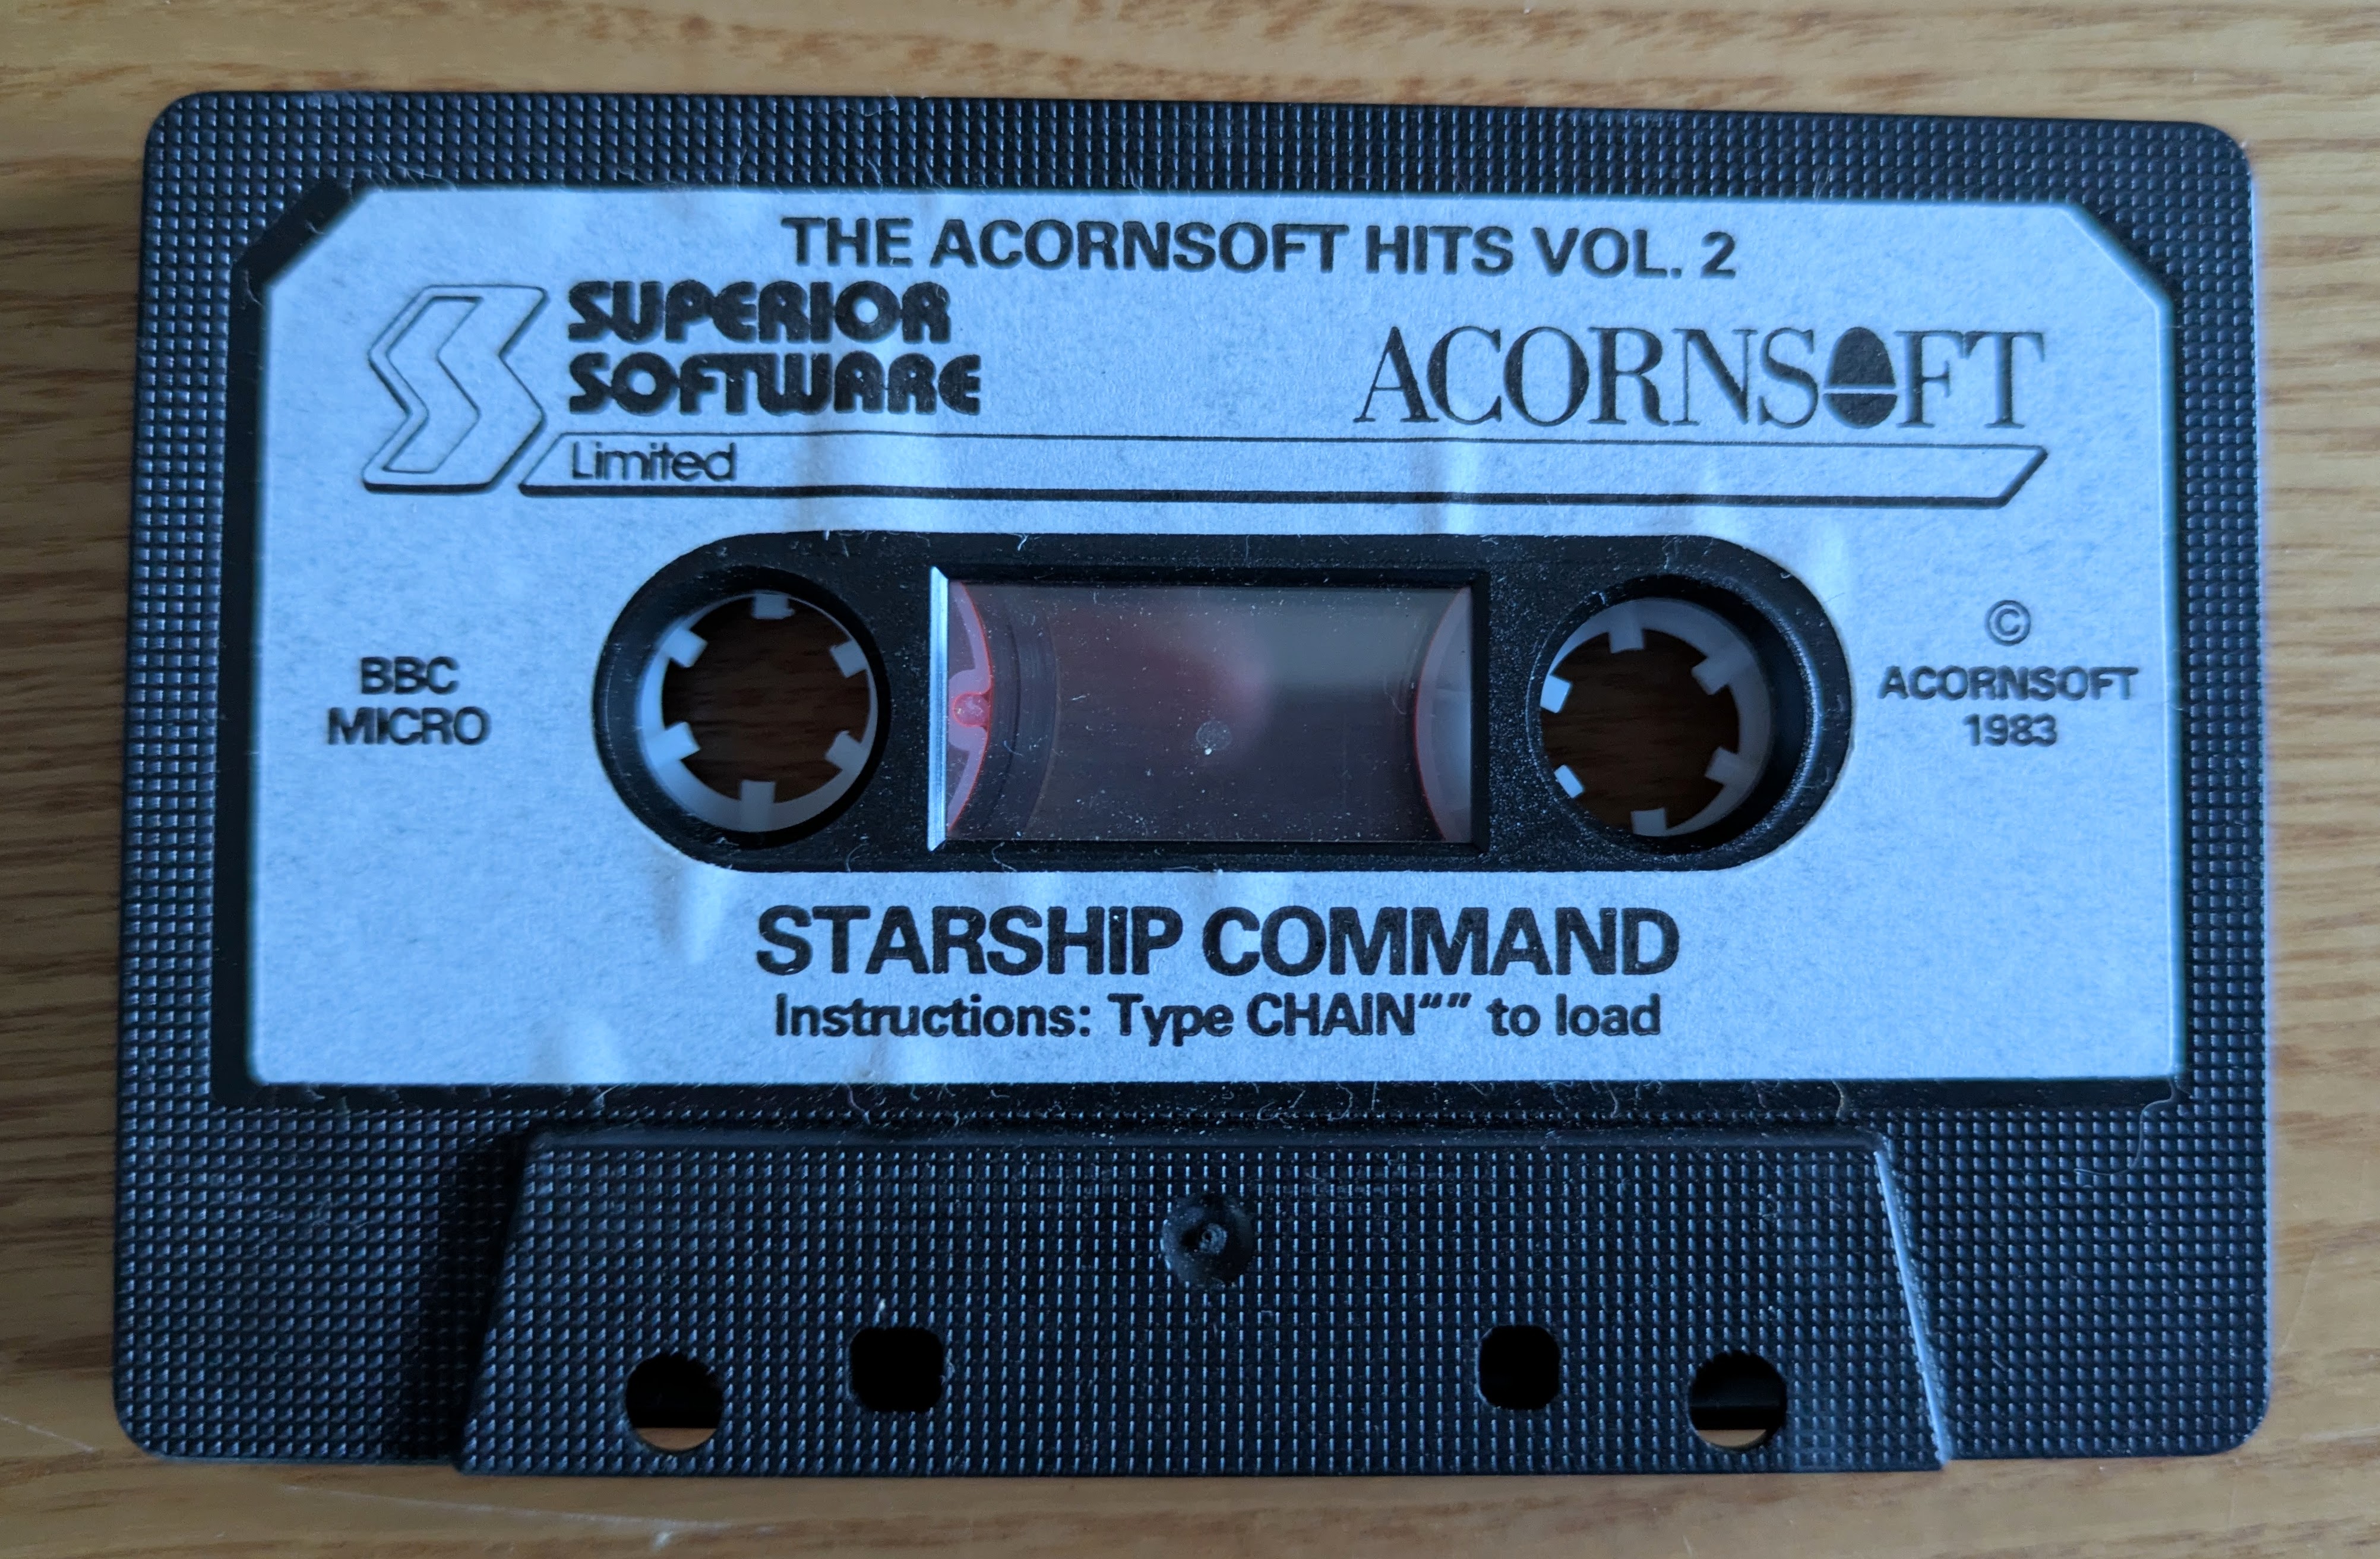 THE ACORNSOFT HITS VOL. 2
SUPERIOR
SOFTWARE
Limited
ACORNSOFT
BBC
MICRO
©
ACORNSOFT
1983
STARSHIP COMMAND
Instructions: Type CHAIN“” to load